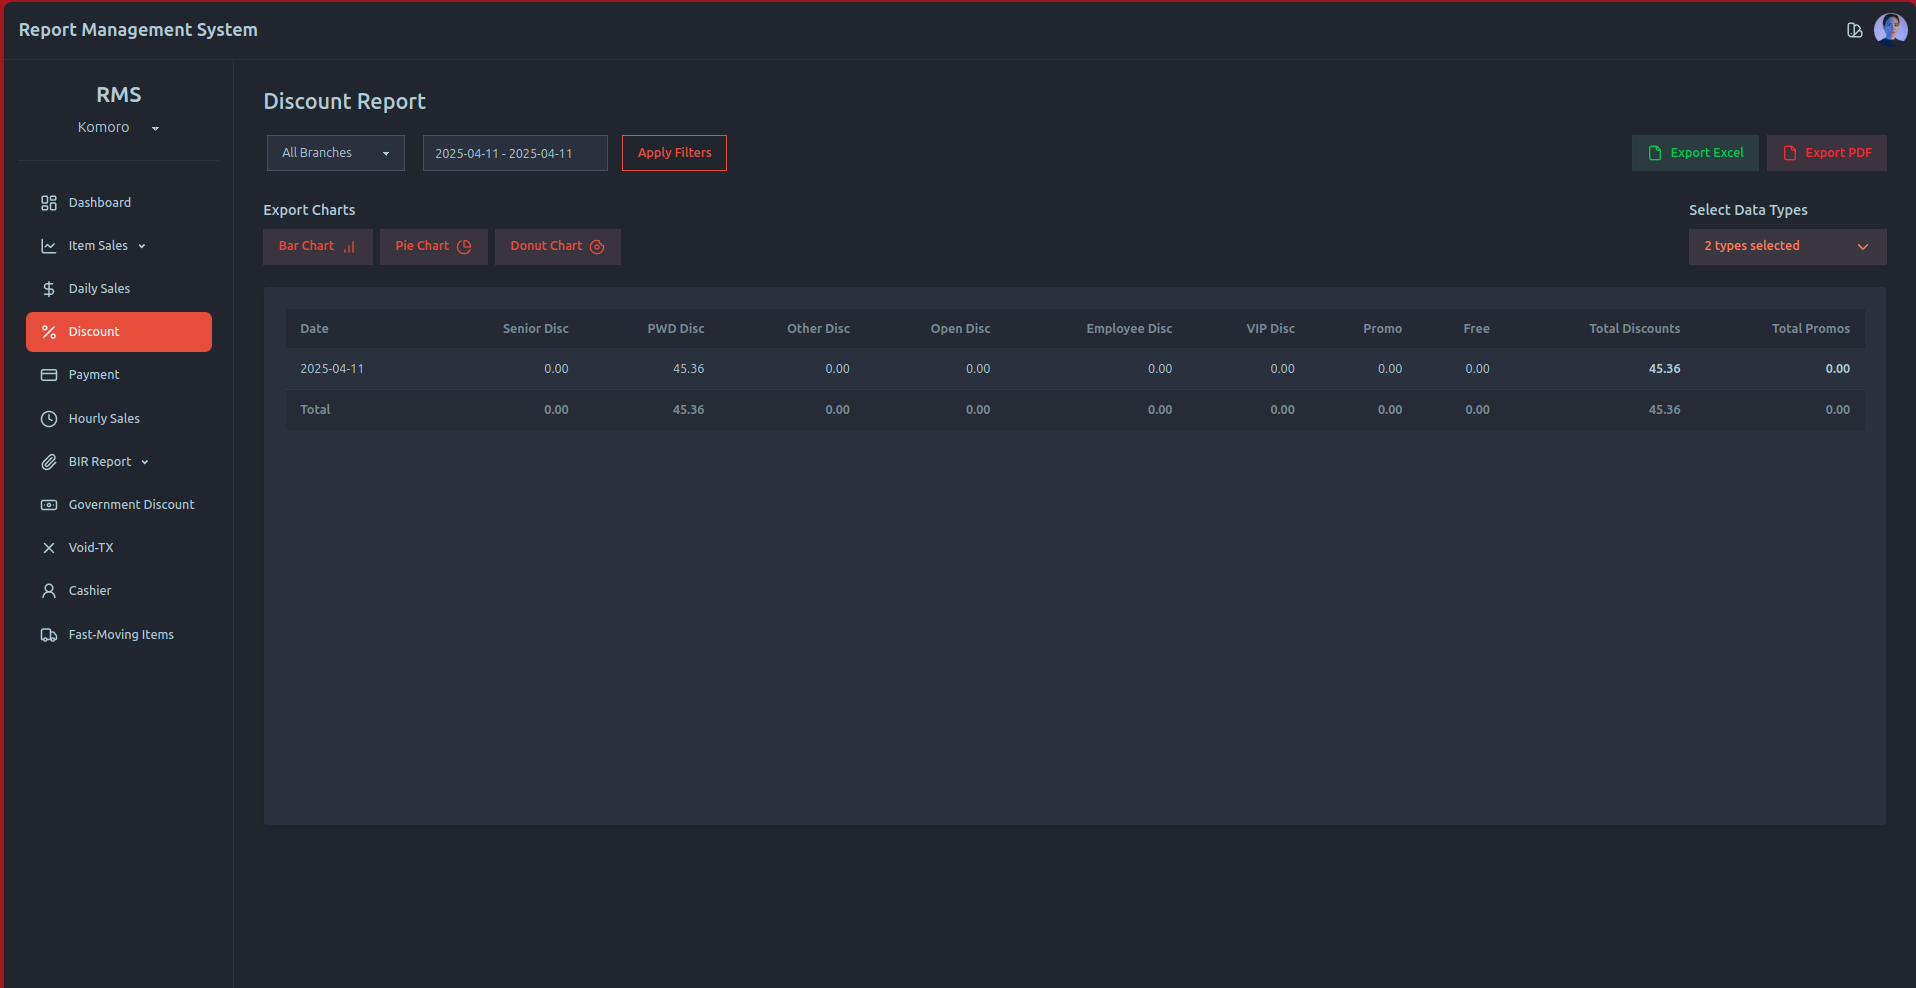 Report Management System
RMS
Komoro
Dashboard
Item Sales
Daily Sales
Discount
Payment
Hourly Sales
BIR Report
Government Discount
Void-TX
Cashier
Fast-Moving Items
Discount Report
All Branches
2025-04-11 - 2025-04-11
Apply Filters
Export Excel
Export PDF
Export Charts
Bar Chart
Pie Chart
Donut Chart
Select Data Types
2 types selected
Date Senior Disc PWD Disc Other Disc Open Disc Employee Disc VIP Disc Promo Free Total Discounts Total Promos
2025-04-11 0.00 45.36 0.00 0.00 0.00 0.00 0.00 0.00 45.36 0.00
Total 0.00 45.36 0.00 0.00 0.00 0.00 0.00 0.00 45.36 0.00